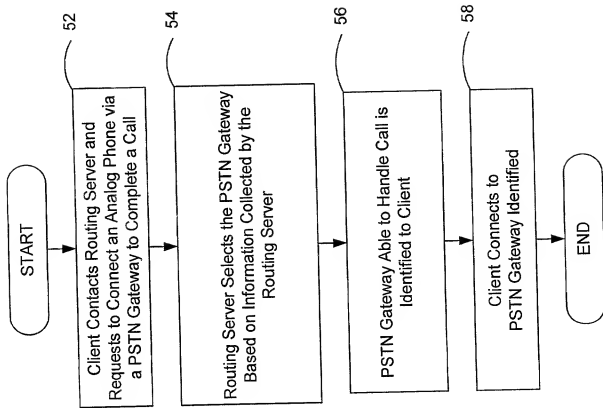 START
52
Client Contacts Routing Server and
Requests to Connect an Analog Phone via
a PSTN Gateway to Complete a Call
54
Routing Server Selects the PSTN Gateway
Based on Information Collected by the
Routing Server
56
PSTN Gateway Able to Handle Call is
Identified to Client
58
Client Connects to
PSTN Gateway Identified
END